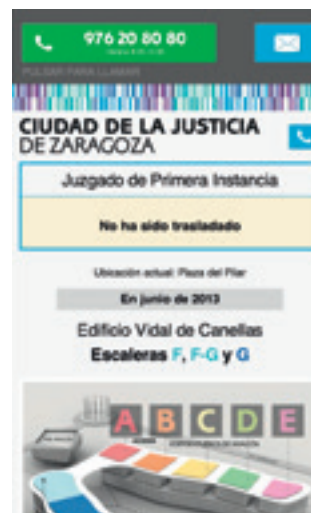 976 20 80 80
PULSAR PARA LLAMAR
CIUDAD DE LA JUSTICIA
DE ZARAGOZA
Juzgado de Primera Instancia
No ha sido trasladado
Ubicación actual: Plaza del Pilar
En junio de 2013
Edificio Vidal de Canellas
Escaleras F, F-G y G
A B C D E